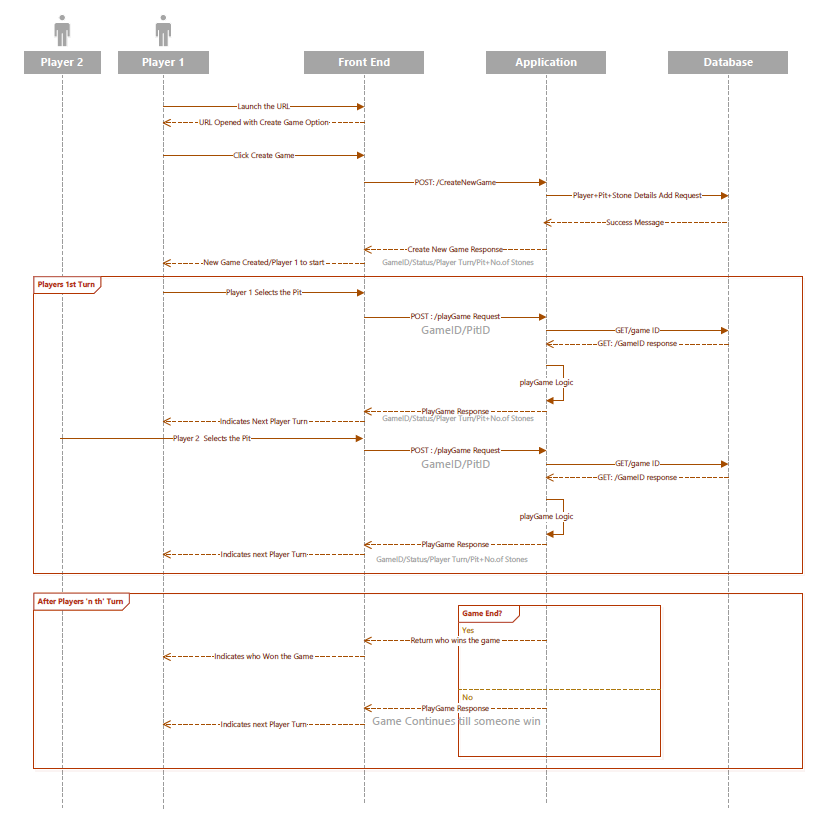 Player 2
Player 1
Front End
Application
Database
Launch the URL
URL Opened with Create Game Option
Click Create Game
POST: /CreateNewGame
Player+Pit+Stone Details Add Request
Success Message
Create New Game Response
New Game Created/Player 1 to start
GameID/Status/Player Turn/Pit+No.of Stones
Players 1st Turn
Player 1 Selects the Pit
POST : /playGame Request
GameID/PitID
GET/game ID
GET: /GameID response
playGame Logic
PlayGame Response
GameID/Status/Player Turn/Pit+No.of Stones
Indicates Next Player Turn
Player 2 Selects the Pit
POST : /playGame Request
GameID/PitID
GET/game ID
GET: /GameID response
playGame Logic
PlayGame Response
Indicates next Player Turn
GameID/Status/Player Turn/Pit+No.of Stones
After Players 'n th' Turn
Game End?
Yes
Return who wins the game
Indicates who Won the Game
No
PlayGame Response
Indicates next Player Turn
Game Continues till someone win